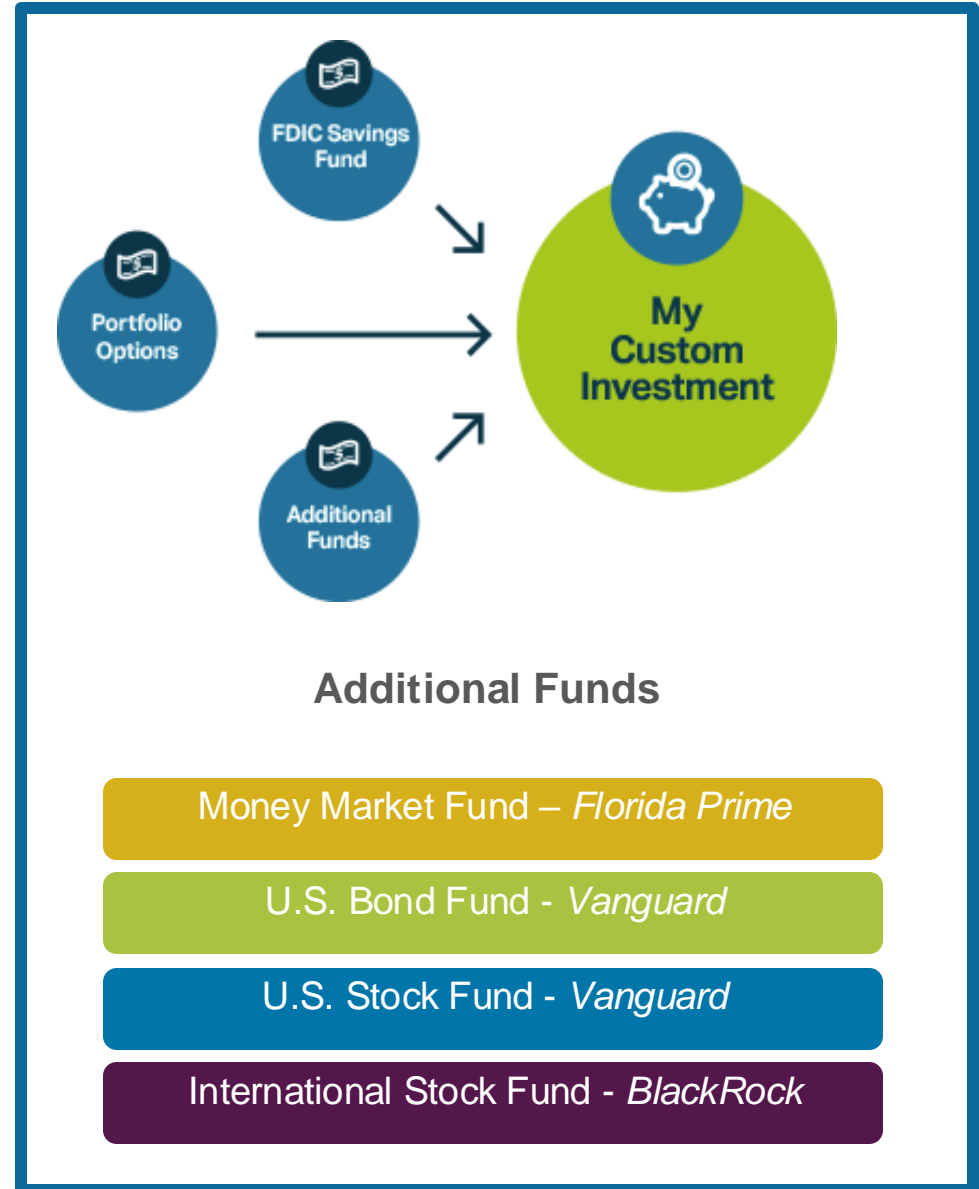 FDIC Savings
Fund
Portfolio
Options
My
Custom
Investment
Additional
Funds
Additional Funds
Money Market Fund – Florida Prime
U.S. Bond Fund - Vanguard
U.S. Stock Fund - Vanguard
International Stock Fund - BlackRock